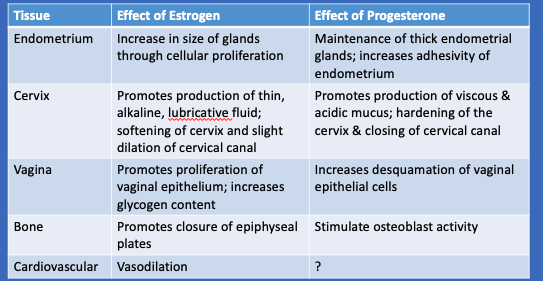 Tissue Effect of Estrogen Effect of Progesterone
Endometrium Increase in size of glands through cellular proliferation Maintenance of thick endometrial glands; increases adhesivity of endometrium
Cervix Promotes production of thin, alkaline, lubricative fluid; softening of cervix and slight dilation of cervical canal Promotes production of viscous & acidic mucus; hardening of the cervix & closing of cervical canal
Vagina Promotes proliferation of vaginal epithelium; increases glycogen content Increases desquamation of vaginal epithelial cells
Bone Promotes closure of epiphyseal plates Stimulate osteoblast activity
Cardiovascular Vasodilation ?